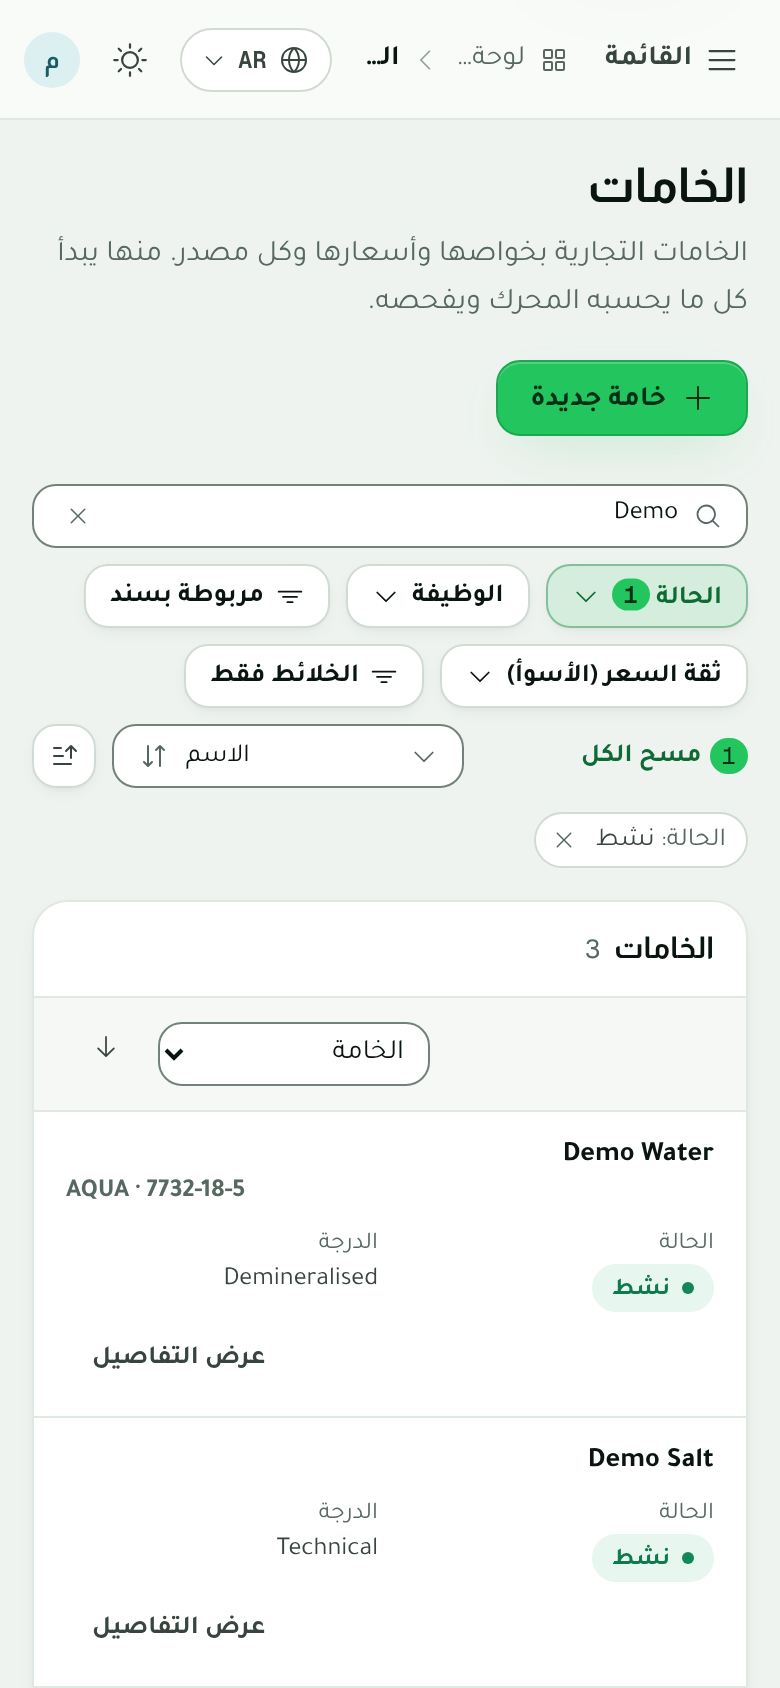 القائمة
لوحة...
الـ...
AR
م
الخامات
الخامات التجارية بخواصها وأسعارها وكل مصدر. منها يبدأ
كل ما يحسبه المحرك ويفحصه.
خامة جديدة
Demo
الحالة 1
الوظيفة
مربوطة بسند
ثقة السعر (الأسوأ)
الخلائط فقط
1 مسح الكل
الاسم
الحالة: نشط
الخامات 3
الخامة
Demo Water
AQUA · 7732-18-5
الحالة
الدرجة
نشط
Demineralised
عرض التفاصيل
Demo Salt
الحالة
الدرجة
نشط
Technical
عرض التفاصيل